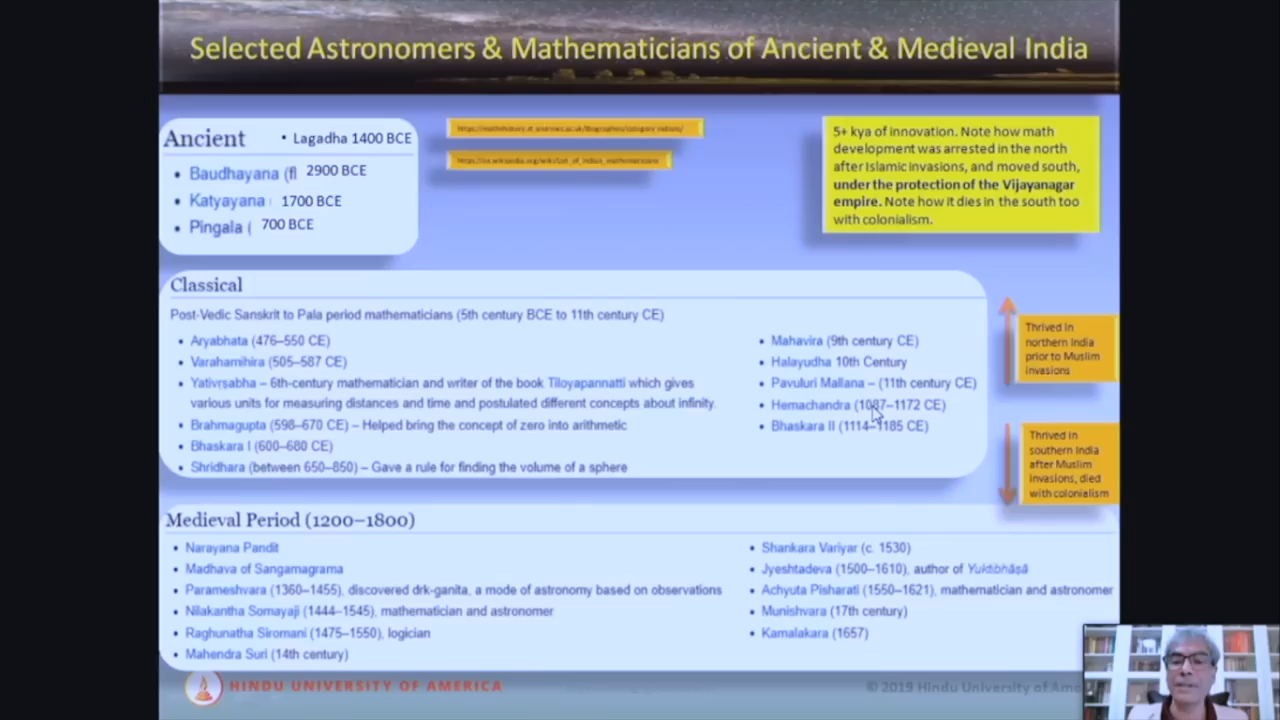 Selected Astronomers & Mathematicians of Ancient & Medieval India
Ancient
• Lagadha 1400 BCE
• Baudhayana (fl 2900 BCE
• Katyayana 1700 BCE
• Pingala ( 700 BCE
5+ kya of innovation. Note how math
development was arrested in the north
after Islamic invasions, and moved south,
under the protection of the Vijayanagar
empire. Note how it dies in the south too
with colonialism.
Classical
Post-Vedic Sanskrit to Pala period mathematicians (5th century BCE to 11th century CE)
• Aryabhata (476–550 CE)
• Varahamihira (505–587 CE)
• Yativṛṣabha – 6th-century mathematician and writer of the book Tiloyapannatti which gives
various units for measuring distances and time and postulated different concepts about infinity.
• Brahmagupta (598–670 CE) – Helped bring the concept of zero into arithmetic
• Bhaskara I (600–680 CE)
• Shridhara (between 650–850) – Gave a rule for finding the volume of a sphere
• Mahavira (9th century CE)
• Halayudha 10th Century
• Pavuluri Mallana – (11th century CE)
• Hemachandra (1087–1172 CE)
• Bhaskara II (1114–1185 CE)
Thrived in
northern India
prior to Muslim
invasions
Thrived in
southern India
after Muslim
invasions, died
with colonialism
Medieval Period (1200–1800)
• Narayana Pandit
• Madhava of Sangamagrama
• Parameshvara (1360–1455), discovered drk-ganita, a mode of astronomy based on observations
• Nilakantha Somayaji (1444–1545), mathematician and astronomer
• Raghunatha Siromani (1475–1550), logician
• Mahendra Suri (14th century)
• Shankara Variyar (c. 1530)
• Jyeshtadeva (1500–1610), author of Yuktibhāṣā
• Achyuta Pisharati (1550–1621), mathematician and astronomer
• Munishvara (17th century)
• Kamalakara (1657)
HINDU UNIVERSITY OF AMERICA
© 2019 Hindu University of Ame